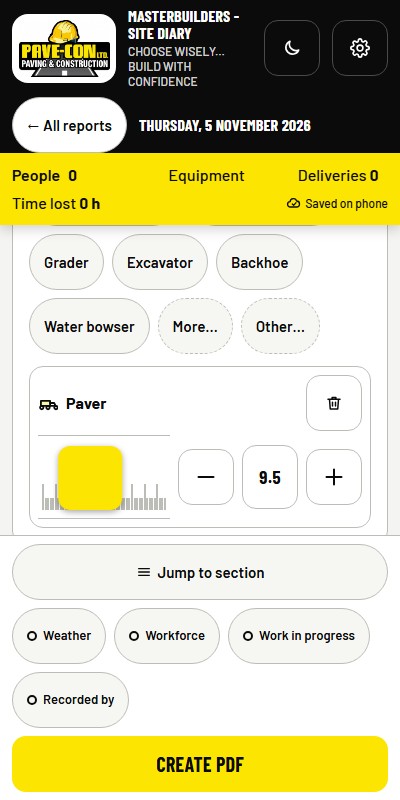 PAVE-CON LTD.
PAVING & CONSTRUCTION
MASTERBUILDERS -
SITE DIARY
CHOOSE WISELY...
BUILD WITH
CONFIDENCE
← All reports
THURSDAY, 5 NOVEMBER 2026
People 0
Equipment
Deliveries 0
Time lost 0 h
Saved on phone
Grader
Excavator
Backhoe
Water bowser
More...
Other...
Paver
9.5
Jump to section
Weather
Workforce
Work in progress
Recorded by
CREATE PDF